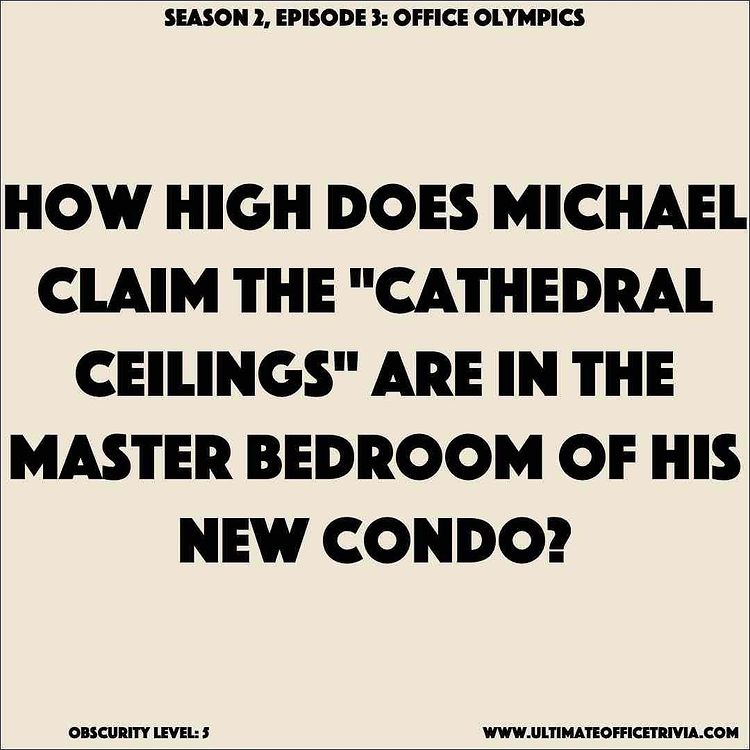 SEASON 2, EPISODE 3: OFFICE OLYMPICS
HOW HIGH DOES MICHAEL
CLAIM THE "CATHEDRAL
CEILINGS" ARE IN THE
MASTER BEDROOM OF HIS
NEW CONDO?
OBSCURITY LEVEL: 5
WWW.ULTIMATEOFFICETRIVIA.COM